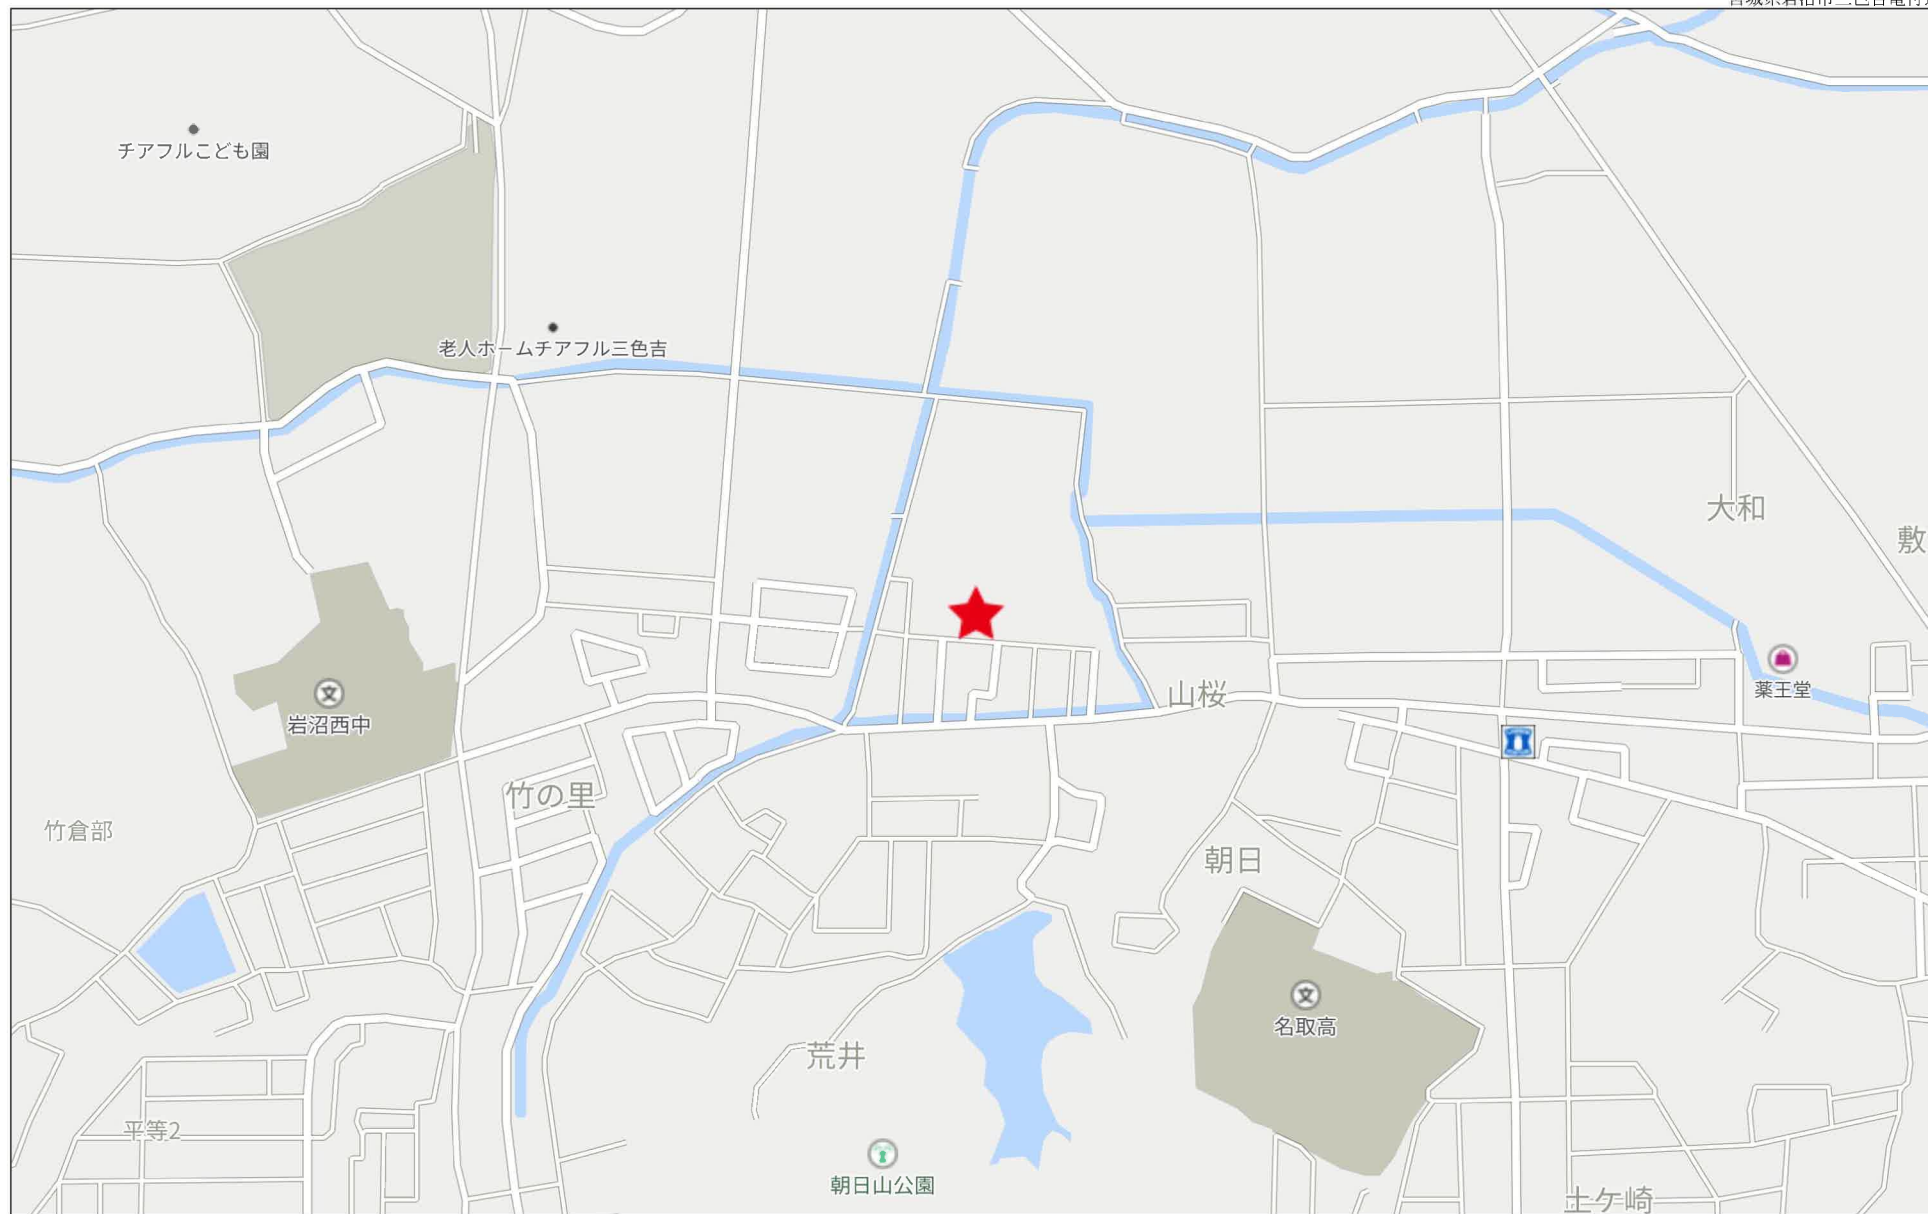 チアフルこども園
老人ホームチアフル三色吉
大和
敷
薬王堂
山桜
岩沼西中
竹の里
竹倉部
朝日
名取高
荒井
平等2
朝日山公園
土ケ崎